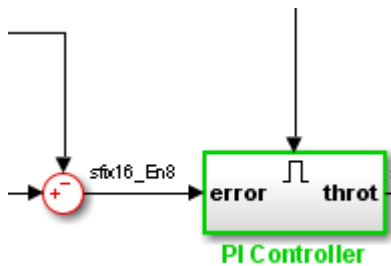 −
+
sfix16_En8
error
throt
PI Controller